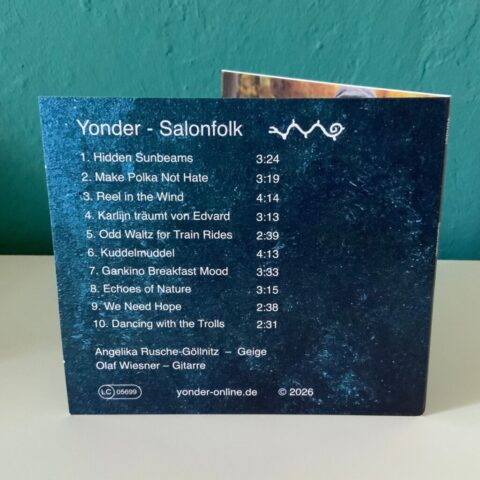 Yonder - Salonfolk
1. Hidden Sunbeams 3:24
2. Make Polka Not Hate 3:19
3. Reel in the Wind 4:14
4. Karlijn träumt von Edvard 3:13
5. Odd Waltz for Train Rides 2:39
6. Kuddelmuddel 4:13
7. Gankino Breakfast Mood 3:33
8. Echoes of Nature 3:15
9. We Need Hope 2:38
10. Dancing with the Trolls 2:31
Angelika Rusche-Göllnitz – Geige
Olaf Wiesner – Gitarre
LC 05699 yonder-online.de © 2026